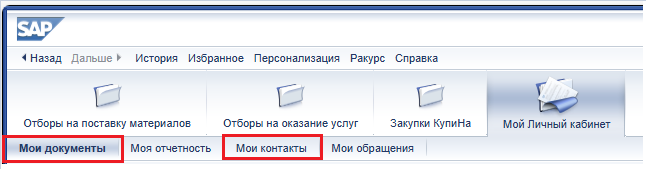 SAP
Назад Дальше История Избранное Персонализация Ракурс Справка
Отборы на поставку материалов Отборы на оказание услуг Закупки КупиНа Мой Личный кабинет
Мои документы Моя отчетность Мои контакты Мои обращения